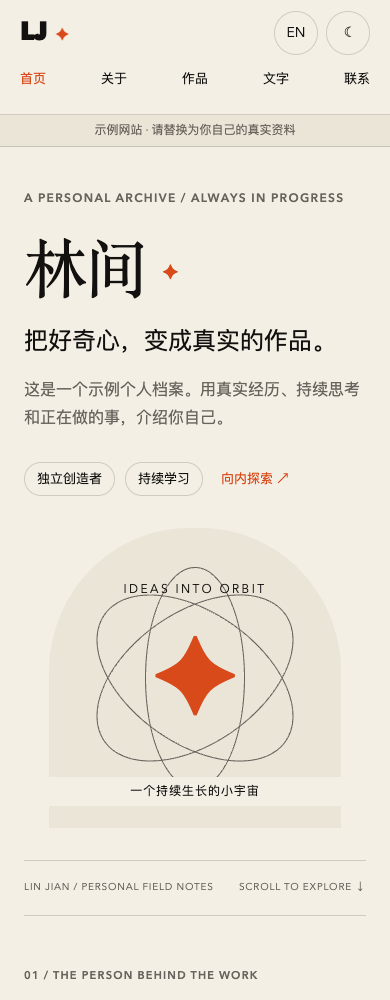 LJ
EN
首页 关于 作品 文字 联系
示例网站 · 请替换为你自己的真实资料
A PERSONAL ARCHIVE / ALWAYS IN PROGRESS
林间
把好奇心，变成真实的作品。
这是一个示例个人档案。用真实经历、持续思考
和正在做的事，介绍你自己。
独立创造者 持续学习 向内探索 ↗
IDEAS INTO ORBIT
一个持续生长的小宇宙
LIN JIAN / PERSONAL FIELD NOTES SCROLL TO EXPLORE ↓
01 / THE PERSON BEHIND THE WORK